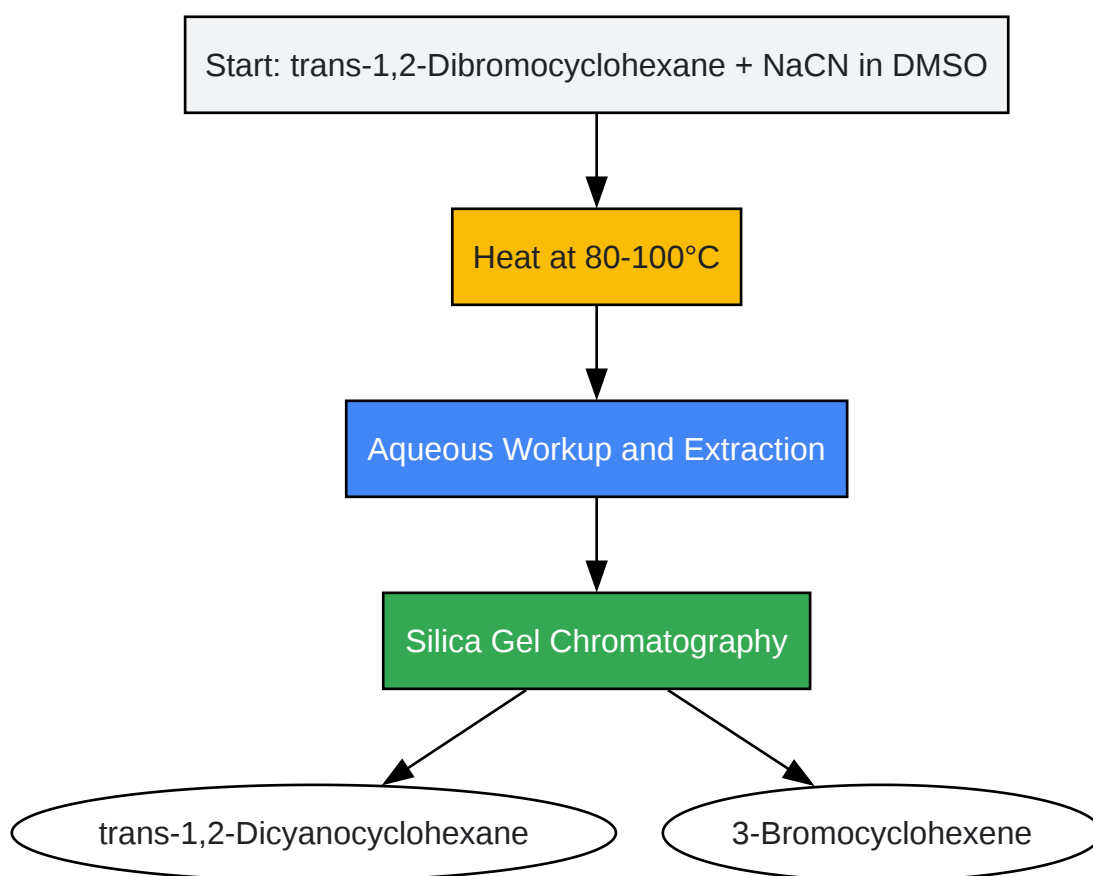 Start: trans-1,2-Dibromocyclohexane + NaCN in DMSO
Heat at 80-100°C
Aqueous Workup and Extraction
Silica Gel Chromatography
trans-1,2-Dicyanocyclohexane
3-Bromocyclohexene